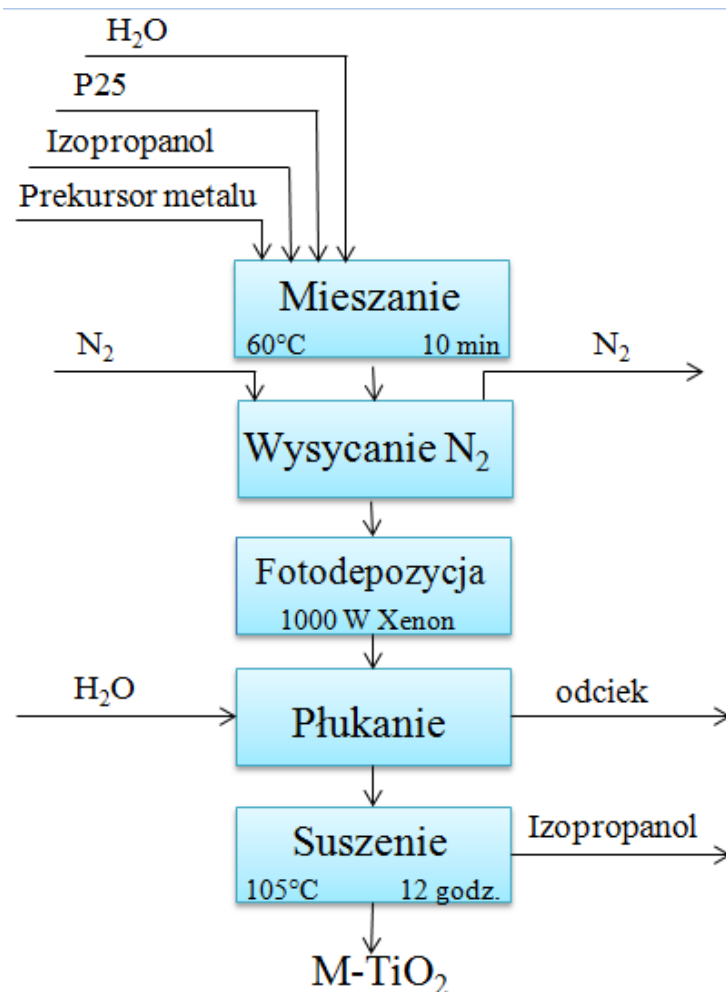 H₂O
P25
Izopropanol
Prekursor metalu
Mieszanie
60°C 10 min
N₂ N₂
Wysycanie N₂
Fotodepozycja
1000 W Xenon
H₂O odciek
Płukanie
Izopropanol
Suszenie
105°C 12 godz.
M-TiO₂